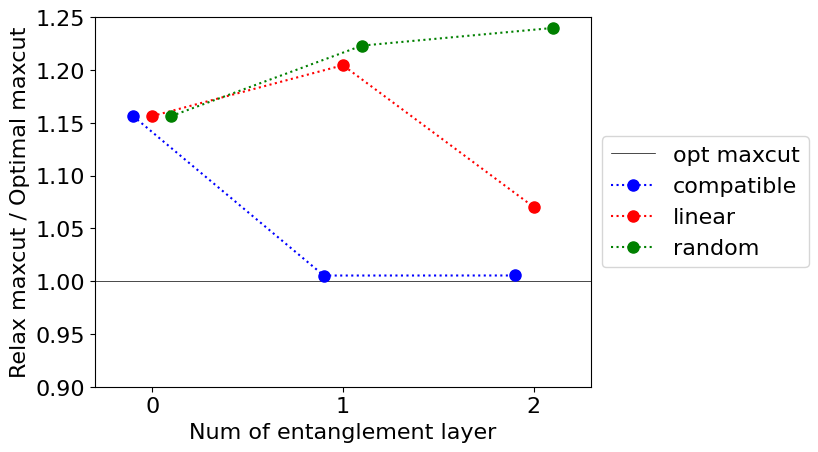 Relax maxcut / Optimal maxcut
1.25
1.20
1.15
1.10
1.05
1.00
0.95
0.90
0
1
2
Num of entanglement layer
opt maxcut
compatible
linear
random